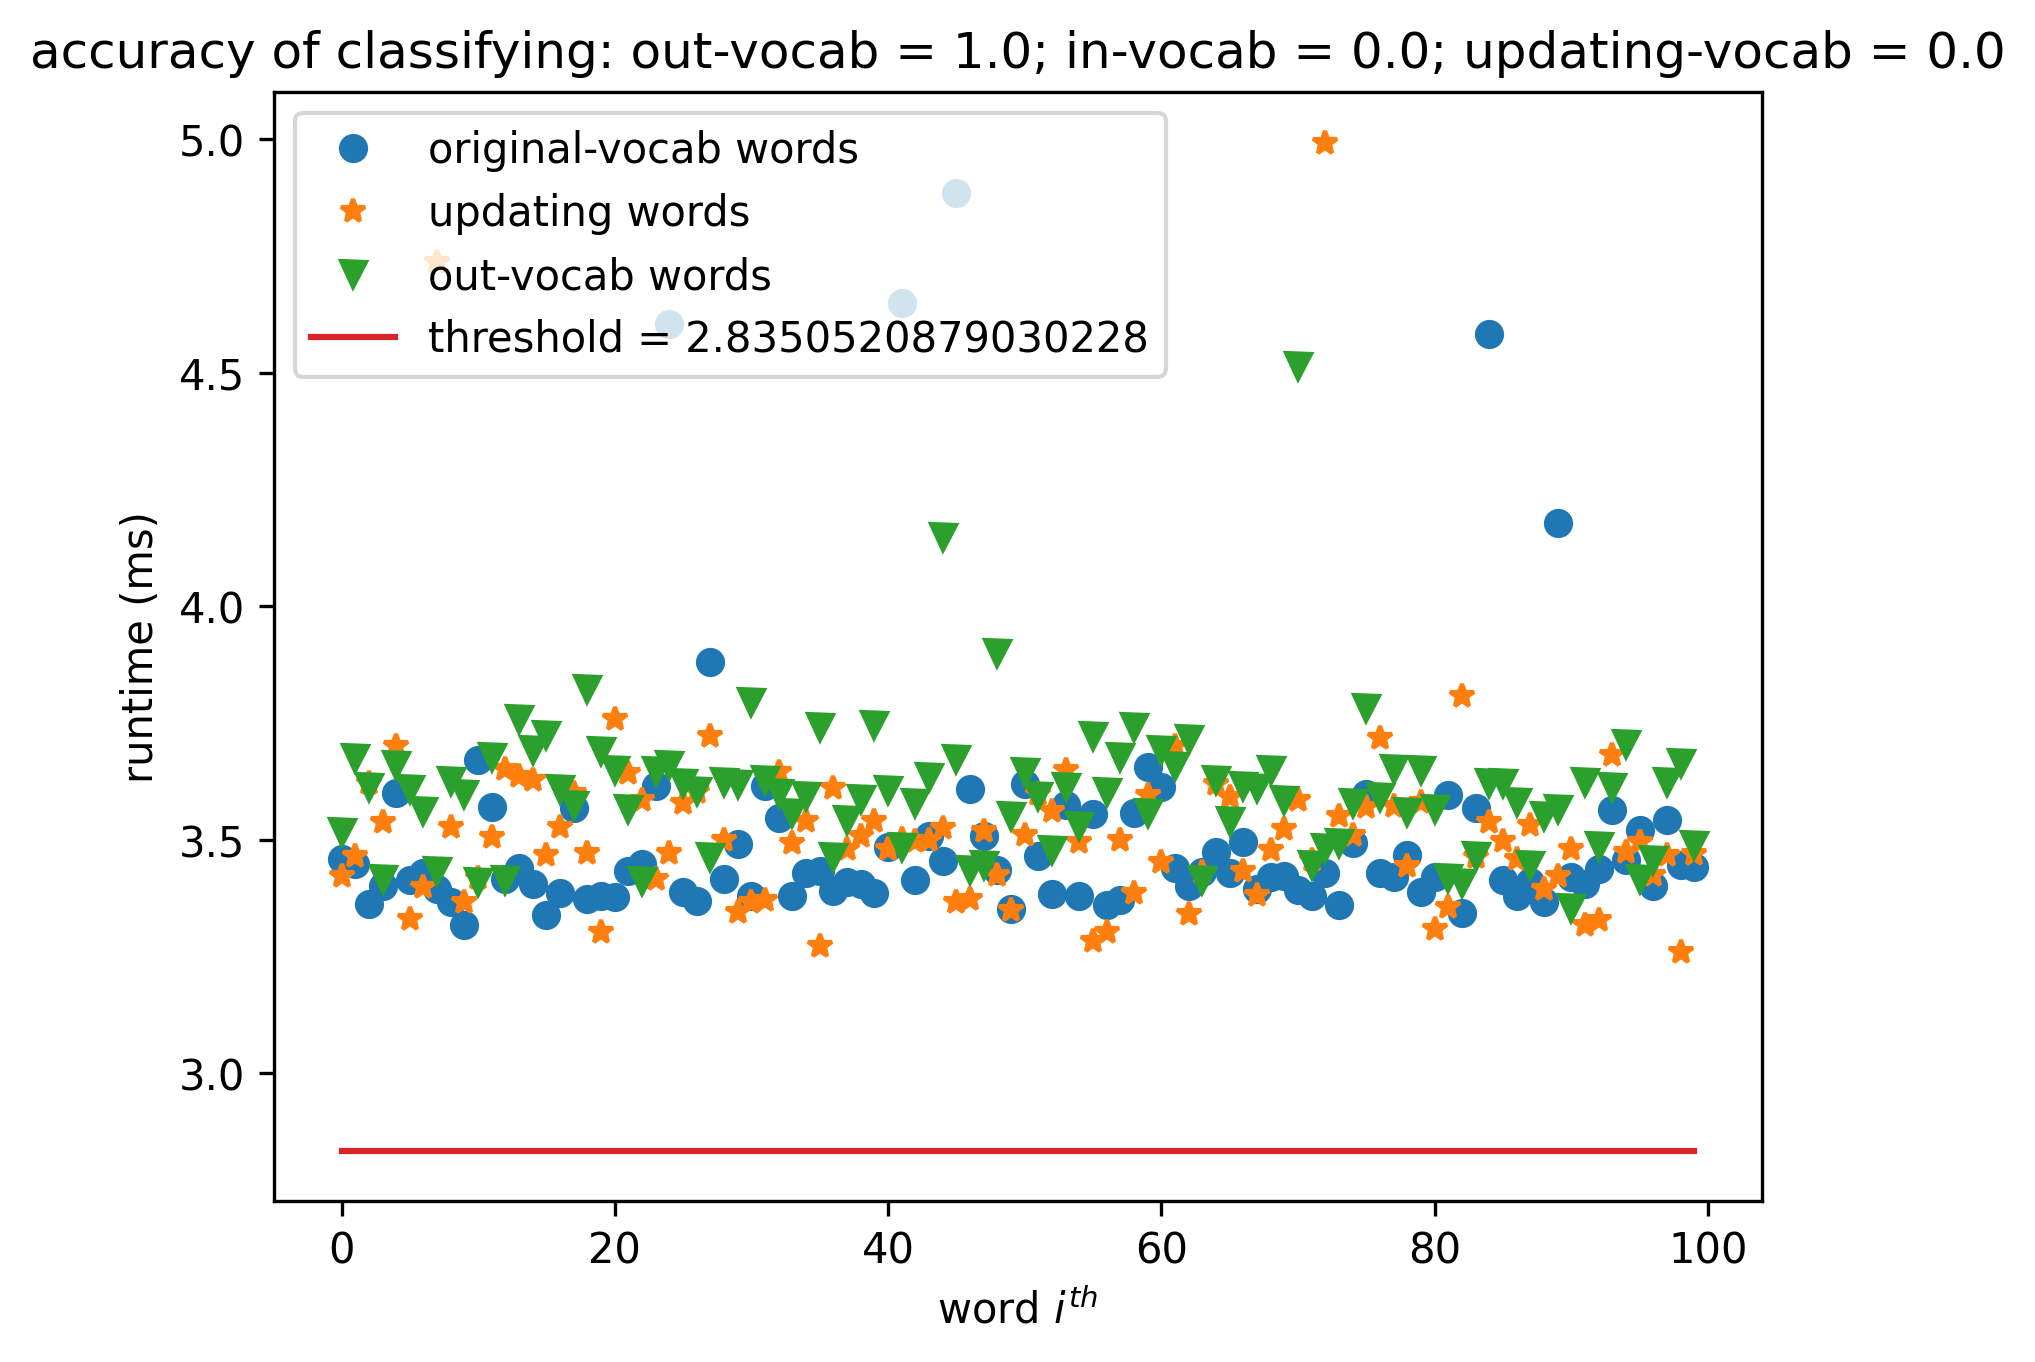 accuracy of classifying: out-vocab = 1.0; in-vocab = 0.0; updating-vocab = 0.0
original-vocab words
updating words
out-vocab words
threshold = 2.8350520879030228
5.0
4.5
4.0
3.5
3.0
runtime (ms)
0 20 40 60 80 100
word i^th